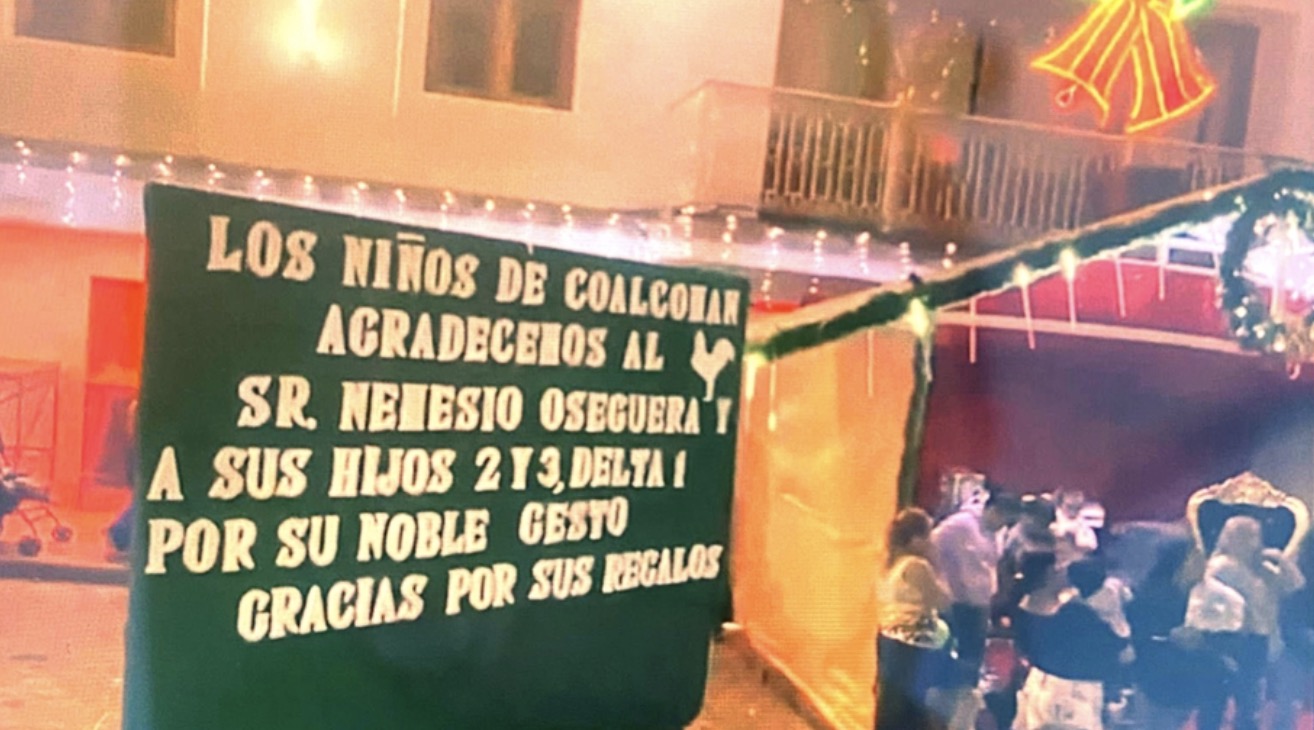 LOS NIÑOS DE COALCOMAN
AGRADECEMOS AL
SR. NEMESIO OSEGUERA Y
A SUS HIJOS 2 Y 3, DELTA 1
POR SU NOBLE GESTO
GRACIAS POR SUS REGALOS